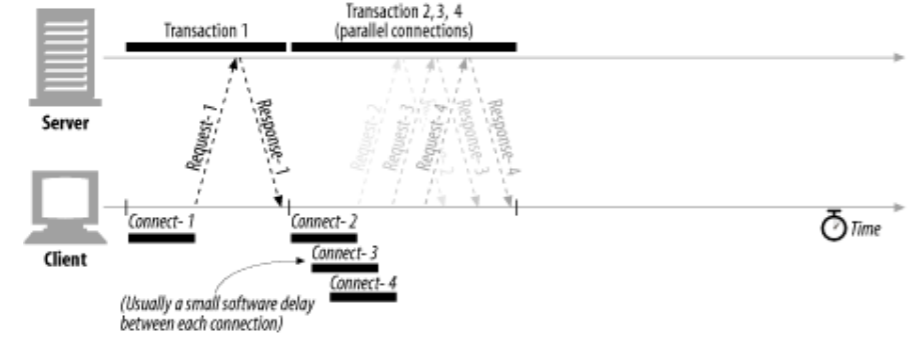 Transaction 1
Transaction 2, 3, 4
(parallel connections)
Server
Request- 1
Response- 1
Request- 2
Request- 3
Request- 4
2
Response- 3
Response- 4
Connect- 1
Connect- 2
Connect- 3
Connect- 4
Client
Time
(Usually a small software delay
between each connection)